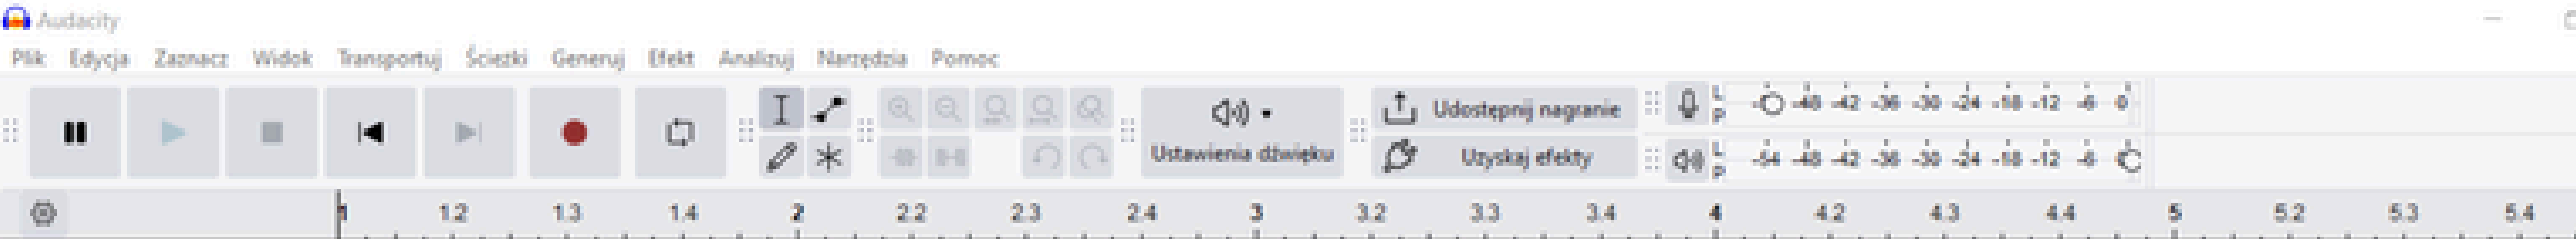 Audacity
Plik Edycja Zaznacz Widok Transportuj Ścieżki Generuj Efekt Analizuj Narzędzia Pomoc
Udostępnij nagranie
L -48 -42 -36 -30 -24 -18 -12 -6 0
P
Ustawienia dźwięku
Uzyskaj efekty
L -54 -48 -42 -36 -30 -24 -18 -12 -6
P
1 1.2 1.3 1.4 2 2.2 2.3 2.4 3 3.2 3.3 3.4 4 4.2 4.3 4.4 5 5.2 5.3 5.4